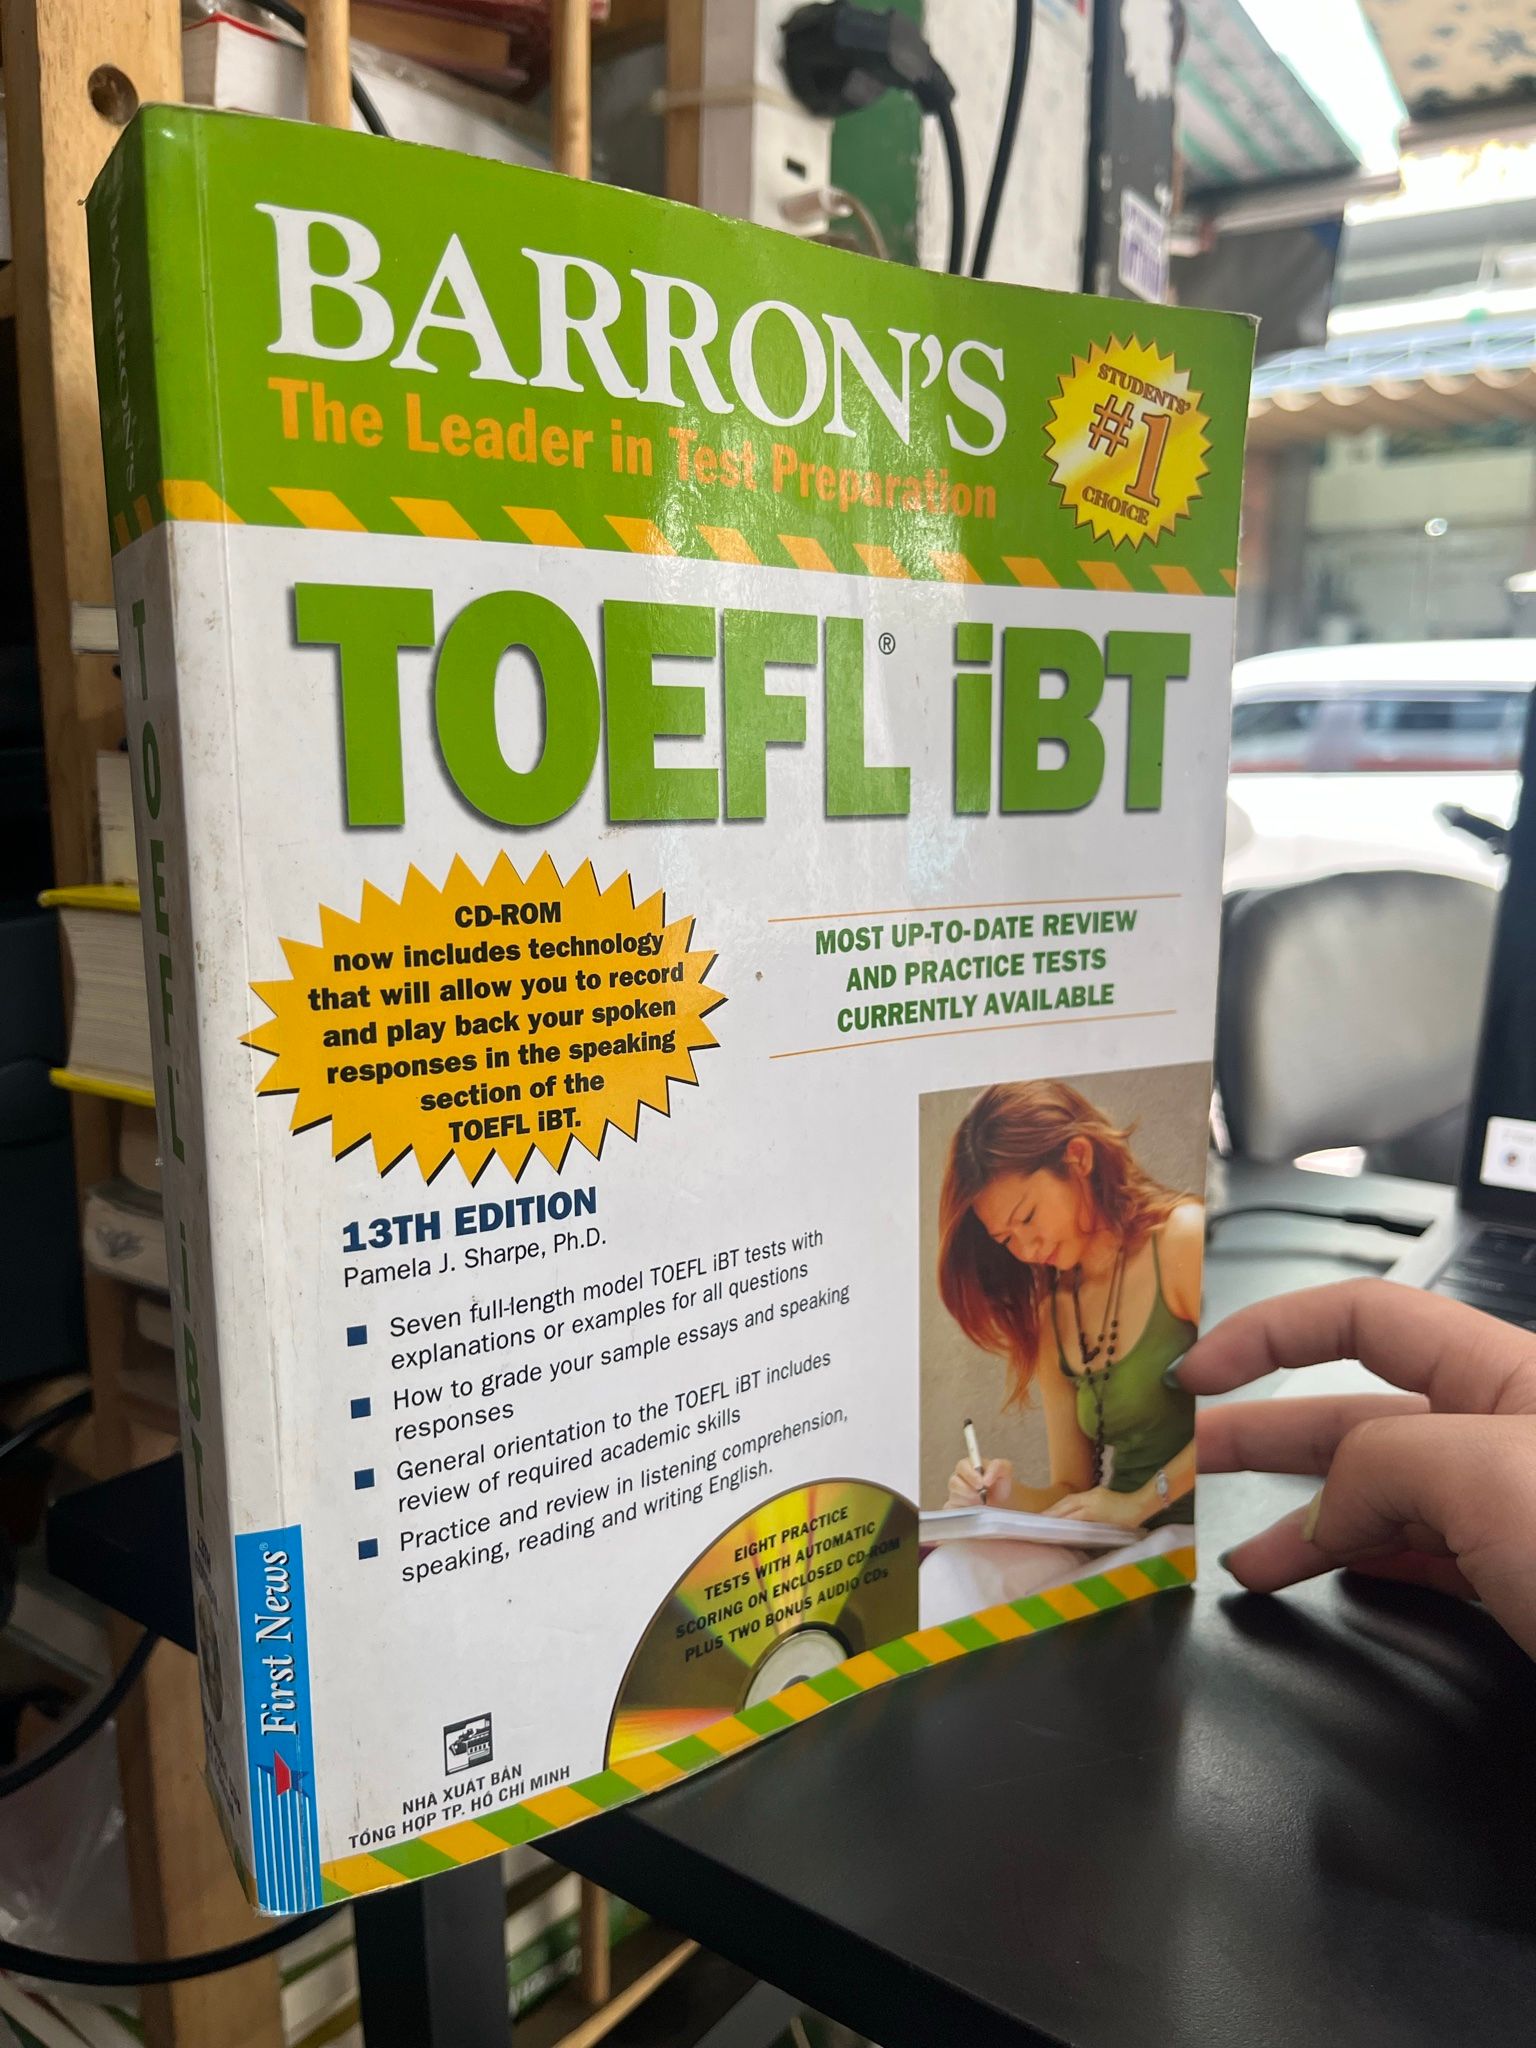 BARRON'S
The Leader in Test Preparation
STUDENTS'
#1
CHOICE
TOEFL® iBT
CD-ROM
now includes technology
that will allow you to record
and play back your spoken
responses in the speaking
section of the
TOEFL iBT.
MOST UP-TO-DATE REVIEW
AND PRACTICE TESTS
CURRENTLY AVAILABLE
13TH EDITION
Pamela J. Sharpe, Ph.D.
Seven full-length model TOEFL iBT tests with
explanations or examples for all questions
How to grade your sample essays and speaking
responses
General orientation to the TOEFL iBT includes
review of required academic skills
Practice and review in listening comprehension,
speaking, reading and writing English.
EIGHT PRACTICE
TESTS WITH AUTOMATIC
SCORING ON ENCLOSED CD-ROM
PLUS TWO BONUS AUDIO CDs
NHÀ XUẤT BẢN
TỔNG HỢP TP. HỒ CHÍ MINH
First News®
BARRON'S
TOEFL iBT